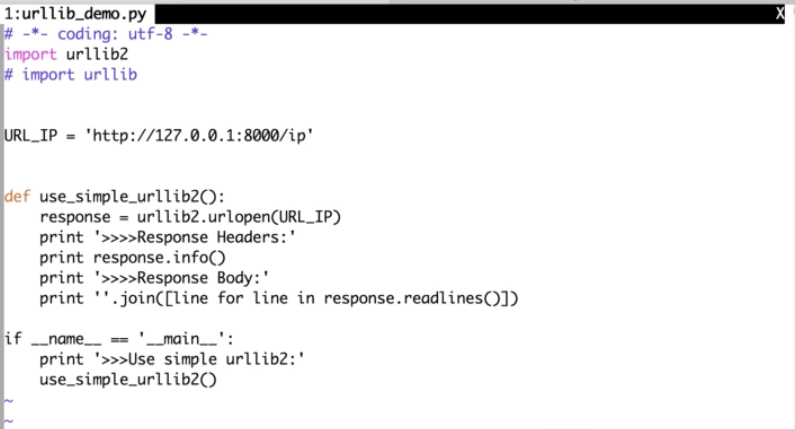 1:urllib_demo.py X
# -*- coding: utf-8 -*-
import urllib2
# import urllib
URL_IP = 'http://127.0.0.1:8000/ip'
def use_simple_urllib2():
    response = urllib2.urlopen(URL_IP)
    print '>>>>Response Headers:'
    print response.info()
    print '>>>>Response Body:'
    print ''.join([line for line in response.readlines()])
if __name__ == '__main__':
    print '>>>Use simple urllib2:'
    use_simple_urllib2()
~
~